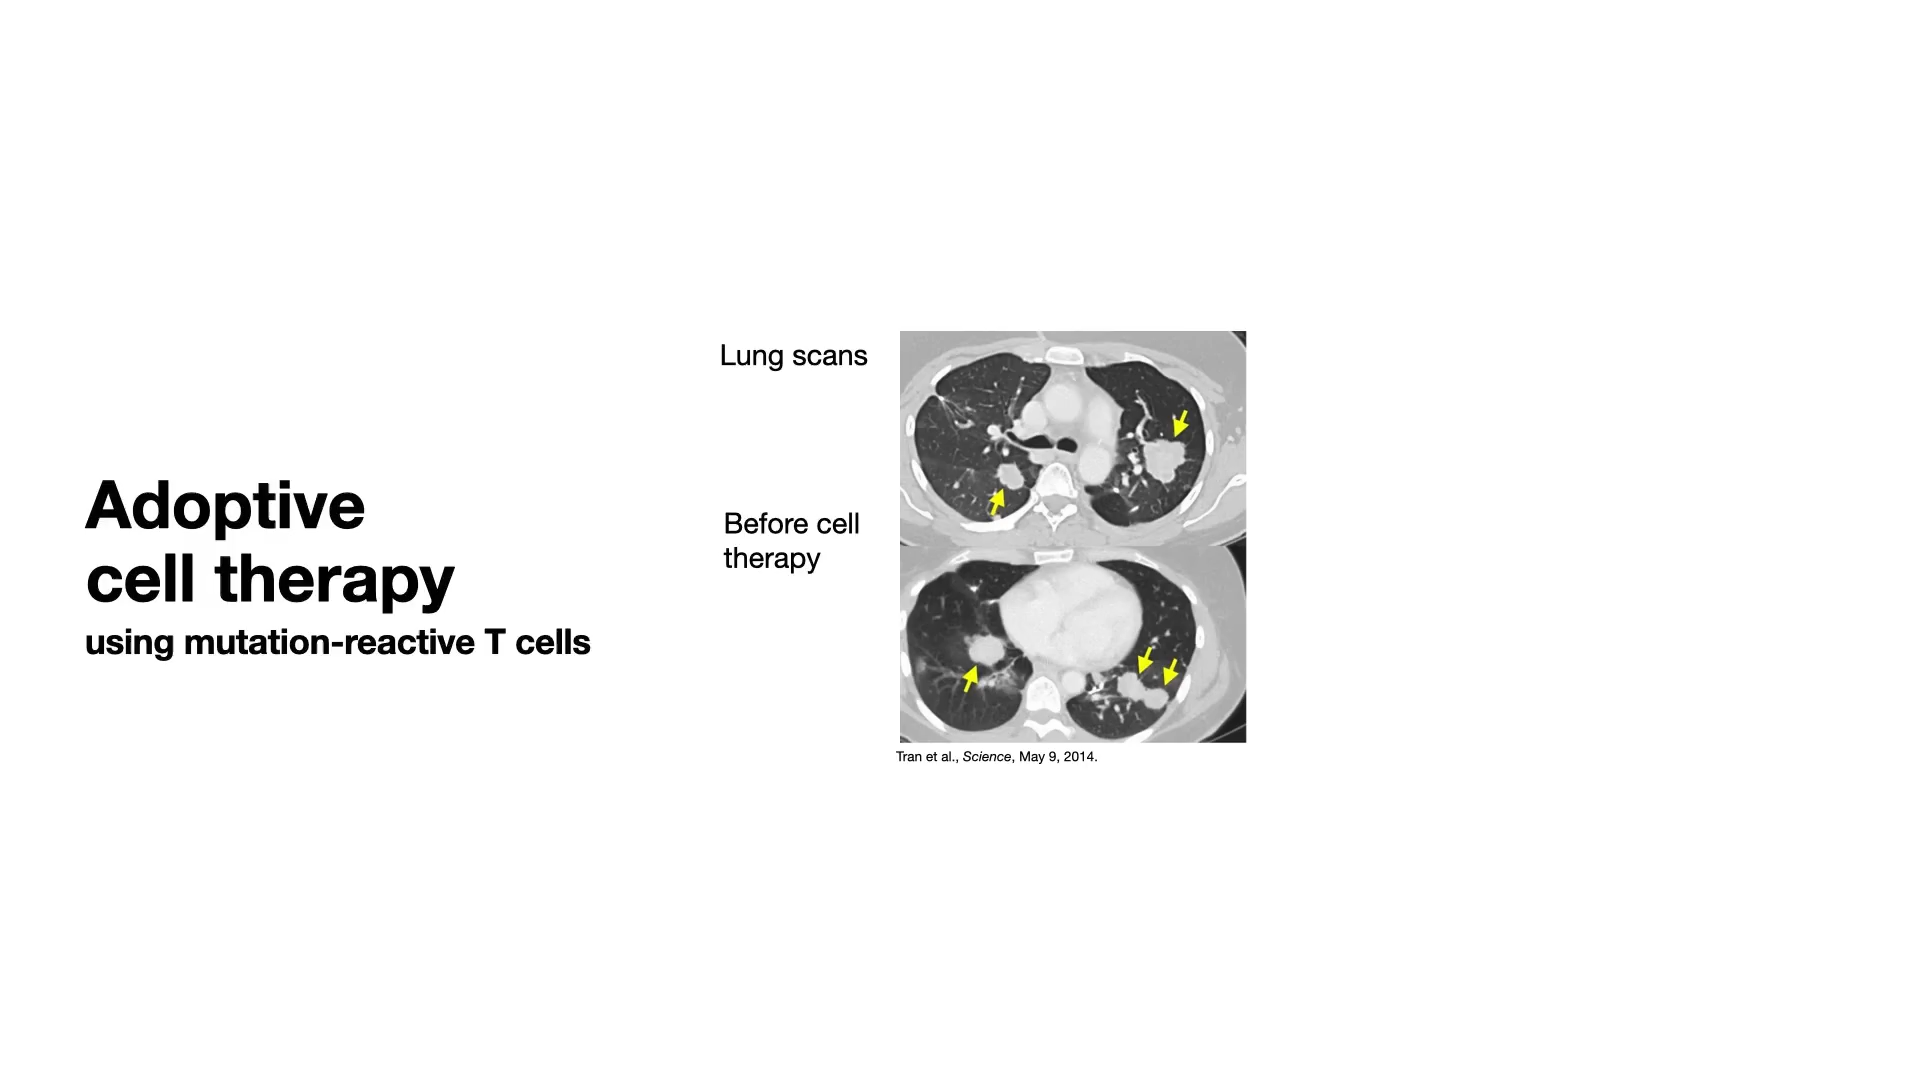 Adoptive
cell therapy
using mutation-reactive T cells
Lung scans
Before cell
therapy
Tran et al., Science, May 9, 2014.